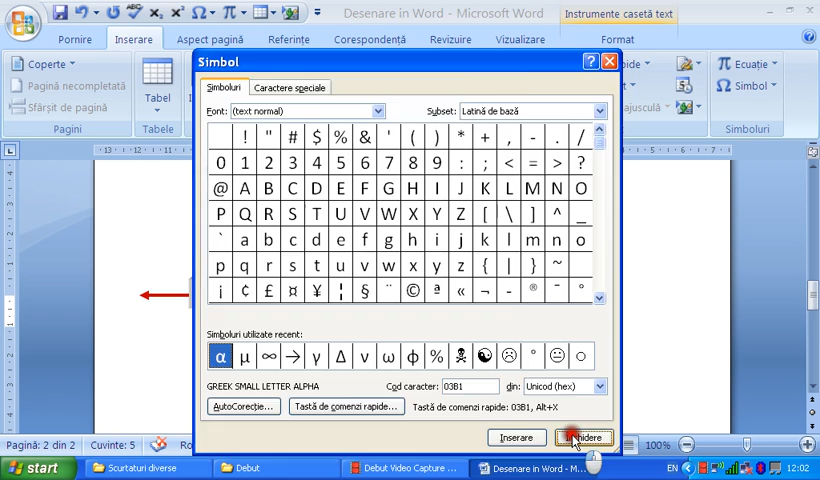 Desenare in Word - Microsoft Word
Instrumente casetă text
Pornire Inserare Aspect pagină Referințe Corespondență Revizuire Vizualizare Format
Coperte
Pagină necompletată
Sfârșit de pagină
Pagini
Tabel
Tabele
Ecuație
Simbol
Simboluri
Simbol
Simboluri Caractere speciale
Font: (text normal) Subset: Latină de bază
! " # $ % & ' ( ) * + , - . /
0 1 2 3 4 5 6 7 8 9 : ; < = > ?
@ A B C D E F G H I J K L M N O
P Q R S T U V W X Y Z [ \ ] ^ _
` a b c d e f g h i j k l m n o
p q r s t u v w x y z { | } ~
¡ ¢ £ ¤ ¥ ¦ § ¨ © ª « ¬ - ® ¯ °
Simboluri utilizate recent:
α µ ∞ → γ Δ ν ω φ % ☠ ☯ ☹ ° 😐 ○
GREEK SMALL LETTER ALPHA Cod caracter: 03B1 din: Unicod (hex)
AutoCorecție... Tastă de comenzi rapide... Tastă de comenzi rapide: 03B1, Alt+X
Inserare Închidere
Pagină: 2 din 2 Cuvinte: 5 100%
start Scurtaturi diverse Debut Debut Video Capture ... Desenare in Word - M... EN 12:02